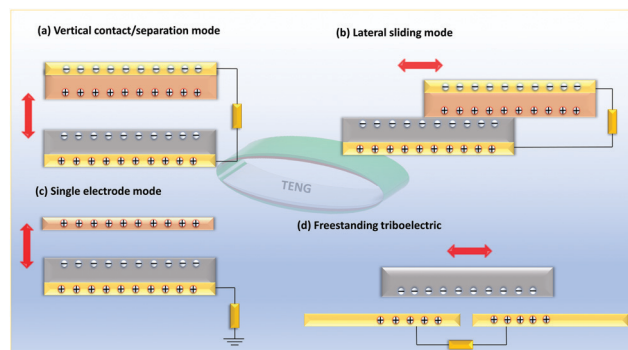 (a) Vertical contact/separation mode
(b) Lateral sliding mode
TENG
(c) Single electrode mode
(d) Freestanding triboelectric